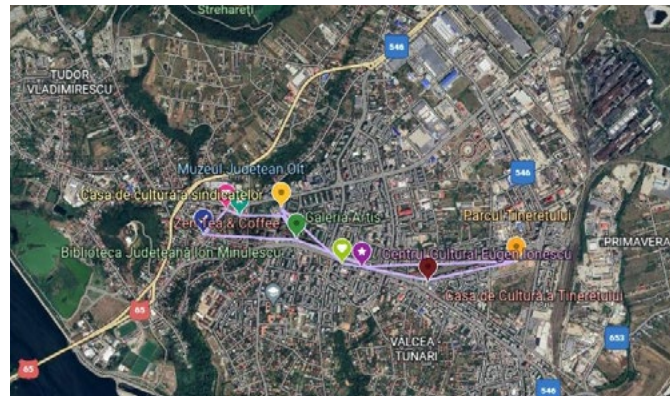 Strehareți
546
TUDOR
VLADIMIRESCU
Muzeul Județean Olt
546
Casa de cultură a sindicatelor
Galeria Artis
Parcul Tineretului
Zen Tea & Coffee
Biblioteca Județeană Ion Minulescu
Centrul Cultural Eugen Ionescu
PRIMAVERA
Casa de Cultură a Tineretului
65
VALCEA -
TUNARI
653
65
546